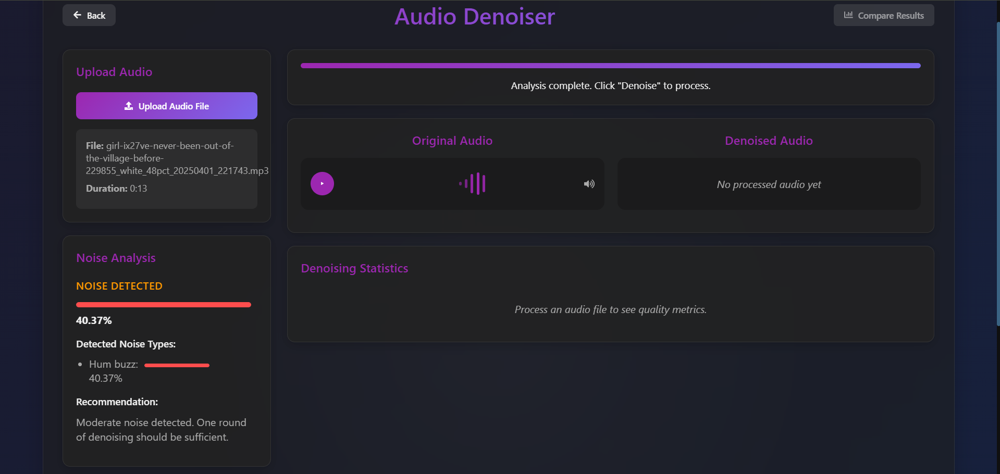 Back
Audio Denoiser
Compare Results
Upload Audio
Upload Audio File
File: girl-ix27ve-never-been-out-of-
the-village-before-
229855_white_48pct_20250401_221743.mp3
Duration: 0:13
Noise Analysis
NOISE DETECTED
40.37%
Detected Noise Types:
Hum buzz:
40.37%
Recommendation:
Moderate noise detected. One round
of denoising should be sufficient.
Analysis complete. Click "Denoise" to process.
Original Audio
Denoised Audio
No processed audio yet
Denoising Statistics
Process an audio file to see quality metrics.